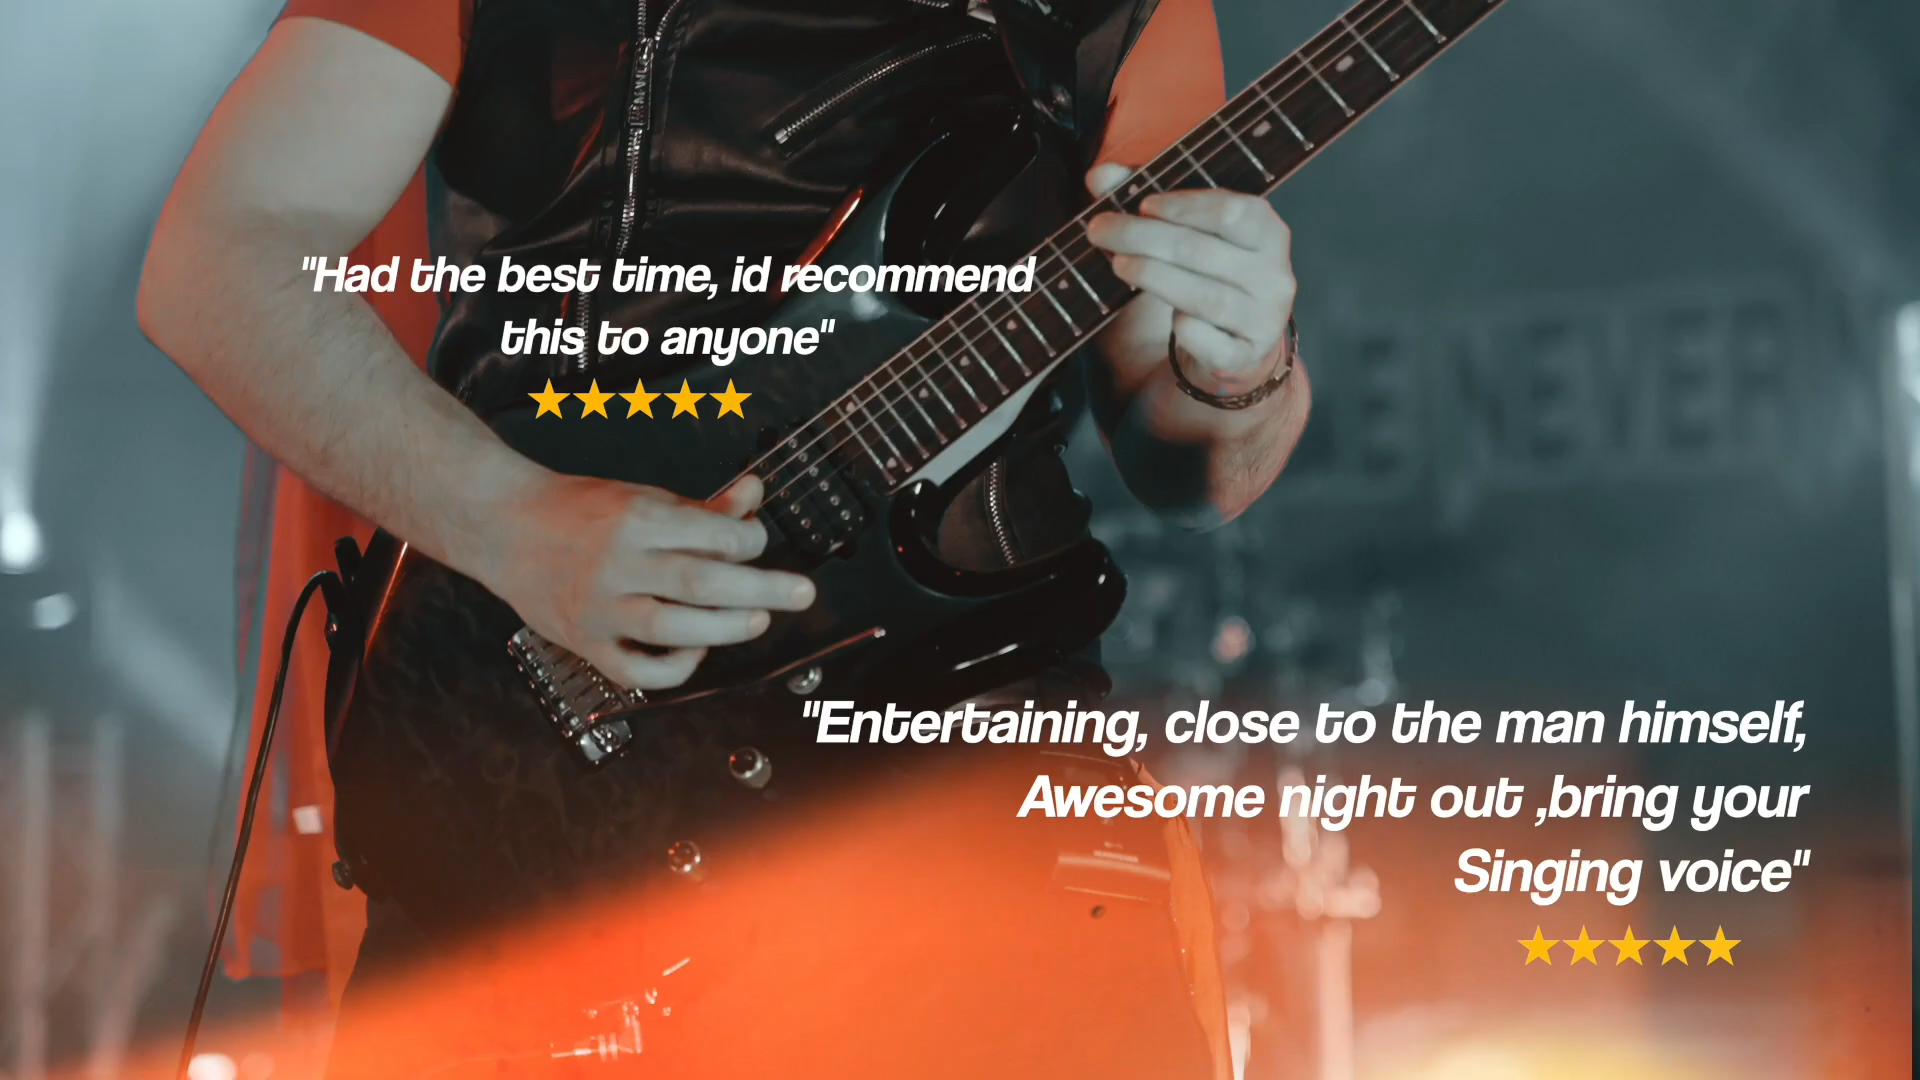 "Had the best time, id recommend
this to anyone"
"Entertaining, close to the man himself,
Awesome night out ,bring your
Singing voice"